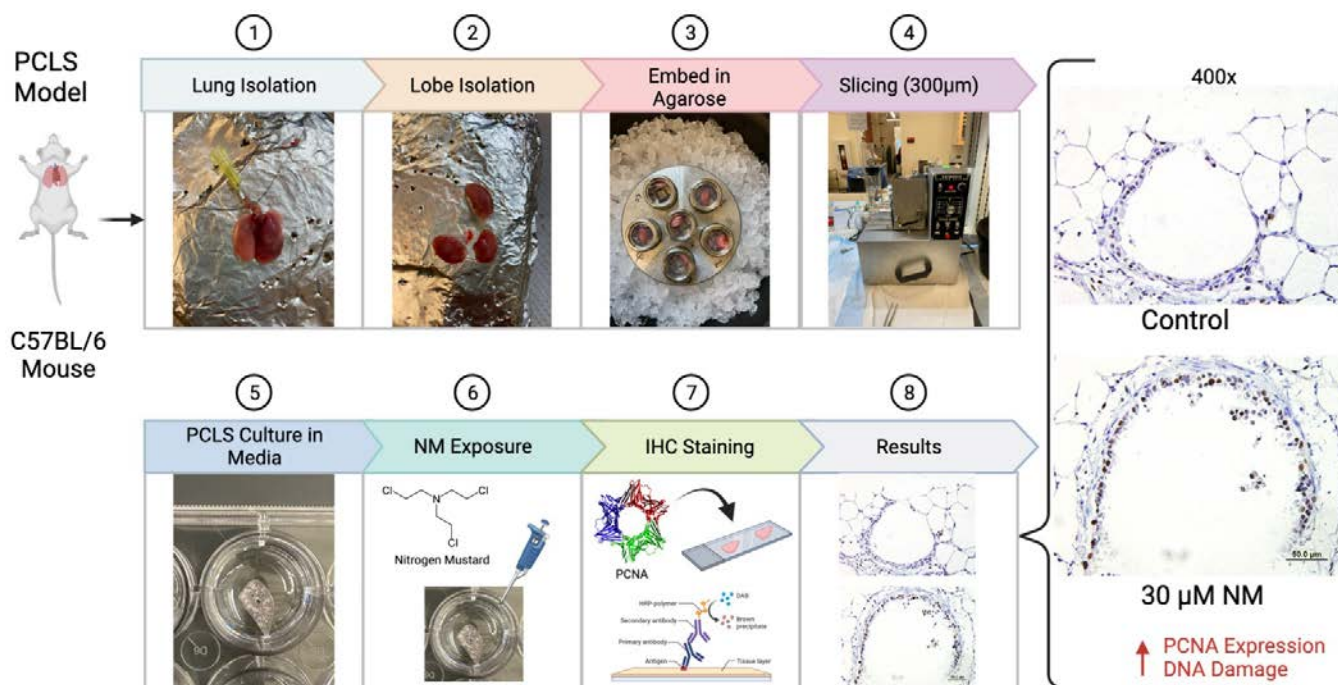 PCLS
Model
C57BL/6
Mouse
1
2
3
4
Lung Isolation
Lobe Isolation
Embed in
Agarose
Slicing (300µm)
5
6
7
8
PCLS Culture in
Media
NM Exposure
IHC Staining
Results
Cl
Cl
N
Cl
Nitrogen Mustard
PCNA
DAB
HRP-polymer
Brown
precipitate
Secondary antibody
Primary antibody
Antigen
Tissue layer
400x
Control
50.0 µm
30 µM NM
↑ PCNA Expression
DNA Damage